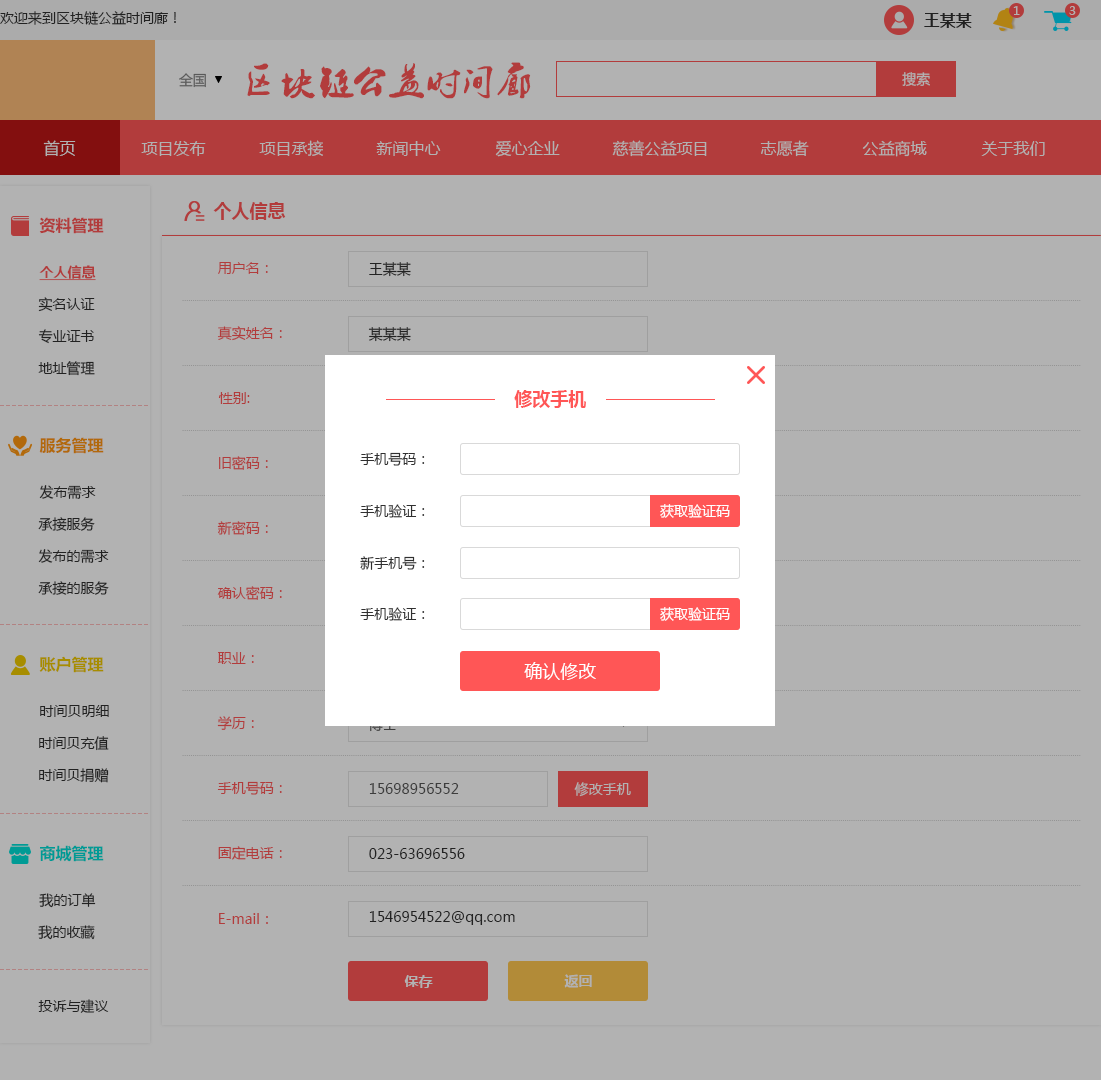 欢迎来到区块链公益时间廊！
王某某
1
3
全国
区块链公益时间廊
搜索
首页 项目发布 项目承接 新闻中心 爱心企业 慈善公益项目 志愿者 公益商城 关于我们
资料管理
个人信息
实名认证
专业证书
地址管理
服务管理
发布需求
承接服务
发布的需求
承接的服务
账户管理
时间贝明细
时间贝充值
时间贝捐赠
商城管理
我的订单
我的收藏
投诉与建议
个人信息
用户名： 王某某
真实姓名： 某某某
性别:
旧密码：
新密码：
确认密码：
职业：
学历：
手机号码： 15698956552 修改手机
固定电话： 023-63696556
E-mail： 1546954522@qq.com
保存 返回
修改手机
手机号码：
手机验证： 获取验证码
新手机号：
手机验证： 获取验证码
确认修改